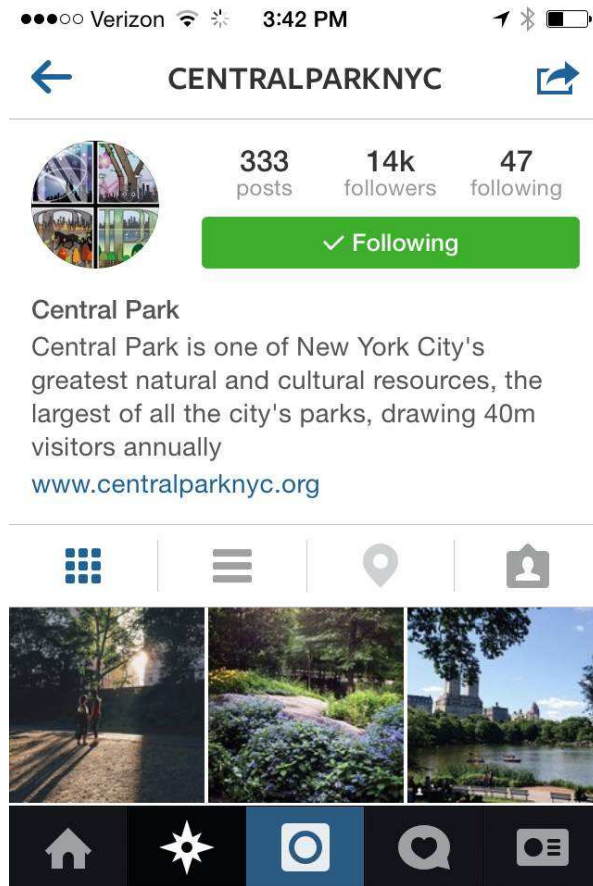 Verizon 3:42 PM
CENTRALPARKNYC
333 14k 47
posts followers following
Following
Central Park
Central Park is one of New York City's
greatest natural and cultural resources, the
largest of all the city's parks, drawing 40m
visitors annually
www.centralparknyc.org